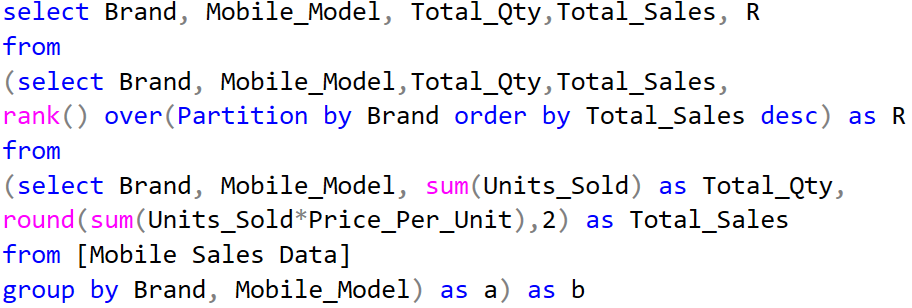 select Brand, Mobile_Model, Total_Qty,Total_Sales, R
from
(select Brand, Mobile_Model,Total_Qty,Total_Sales,
rank() over(Partition by Brand order by Total_Sales desc) as R
from
(select Brand, Mobile_Model, sum(Units_Sold) as Total_Qty,
round(sum(Units_Sold*Price_Per_Unit),2) as Total_Sales
from [Mobile Sales Data]
group by Brand, Mobile_Model) as a) as b